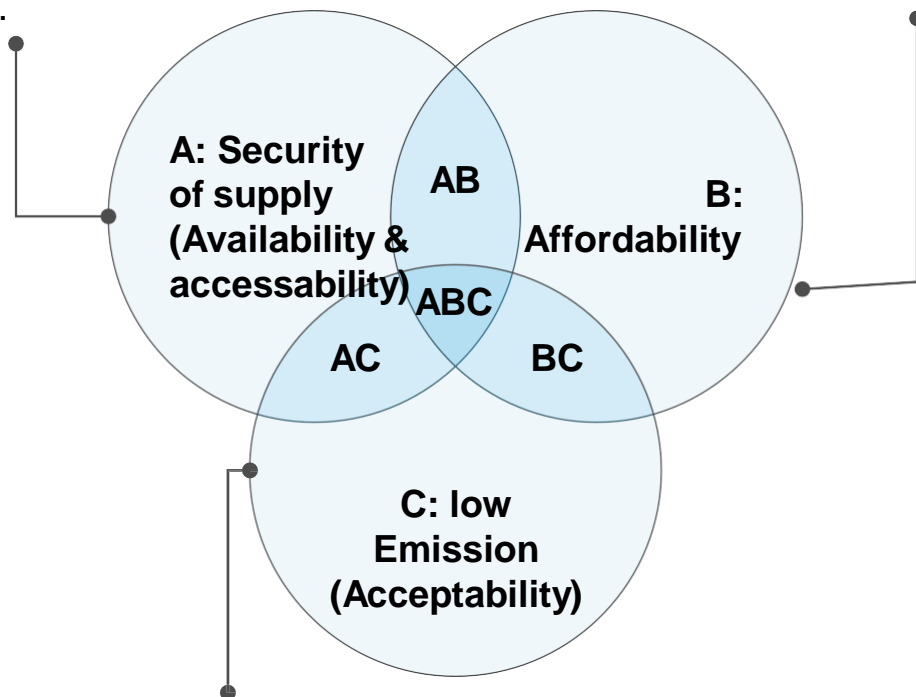 .
A: Security
of supply
(Availability &
accessability)
AB
B:
Affordability
ABC
AC
BC
C: low
Emission
(Acceptability)